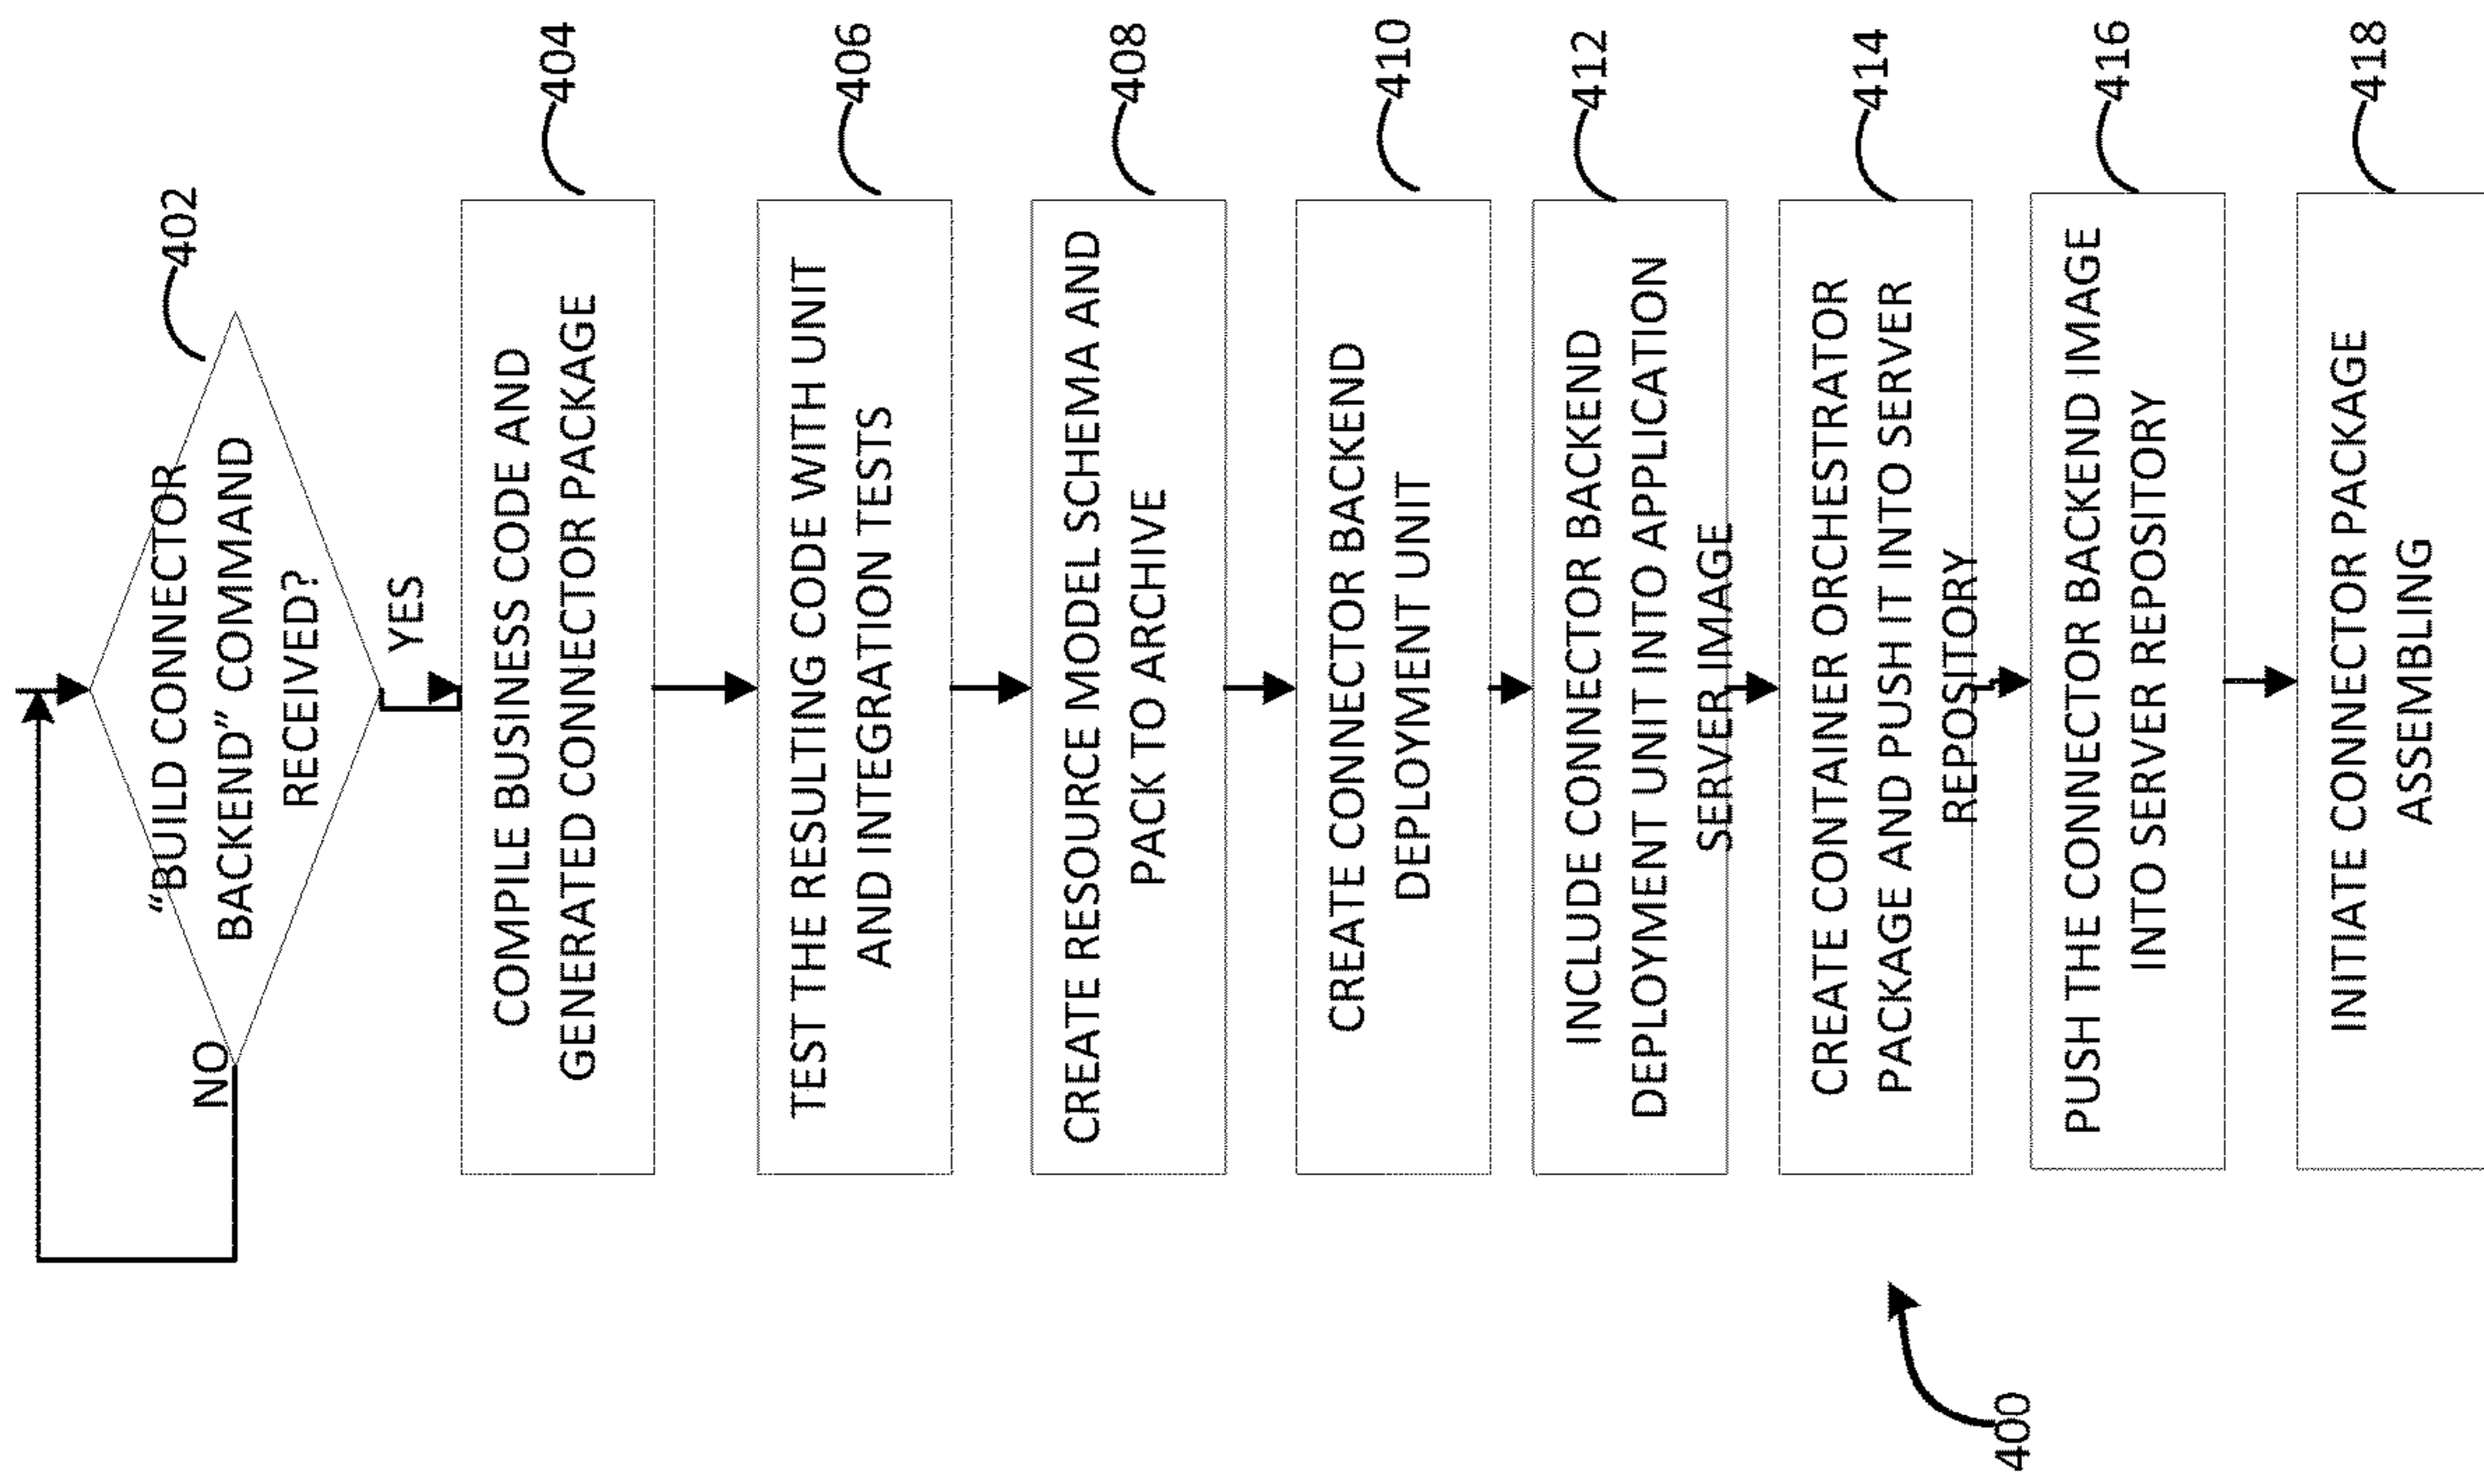 402
"BUILD CONNECTOR
BACKEND" COMMAND
RECEIVED?
NO
YES
404
COMPILE BUSINESS CODE AND
GENERATED CONNECTOR PACKAGE
406
TEST THE RESULTING CODE WITH UNIT
AND INTEGRATION TESTS
408
CREATE RESOURCE MODEL SCHEMA AND
PACK TO ARCHIVE
410
CREATE CONNECTOR BACKEND
DEPLOYMENT UNIT
412
INCLUDE CONNECTOR BACKEND
DEPLOYMENT UNIT INTO APPLICATION
SERVER IMAGE
414
CREATE CONTAINER ORCHESTRATOR
PACKAGE AND PUSH IT INTO SERVER
REPOSITORY
416
PUSH THE CONNECTOR BACKEND IMAGE
INTO SERVER REPOSITORY
418
INITIATE CONNECTOR PACKAGE
ASSEMBLING
400